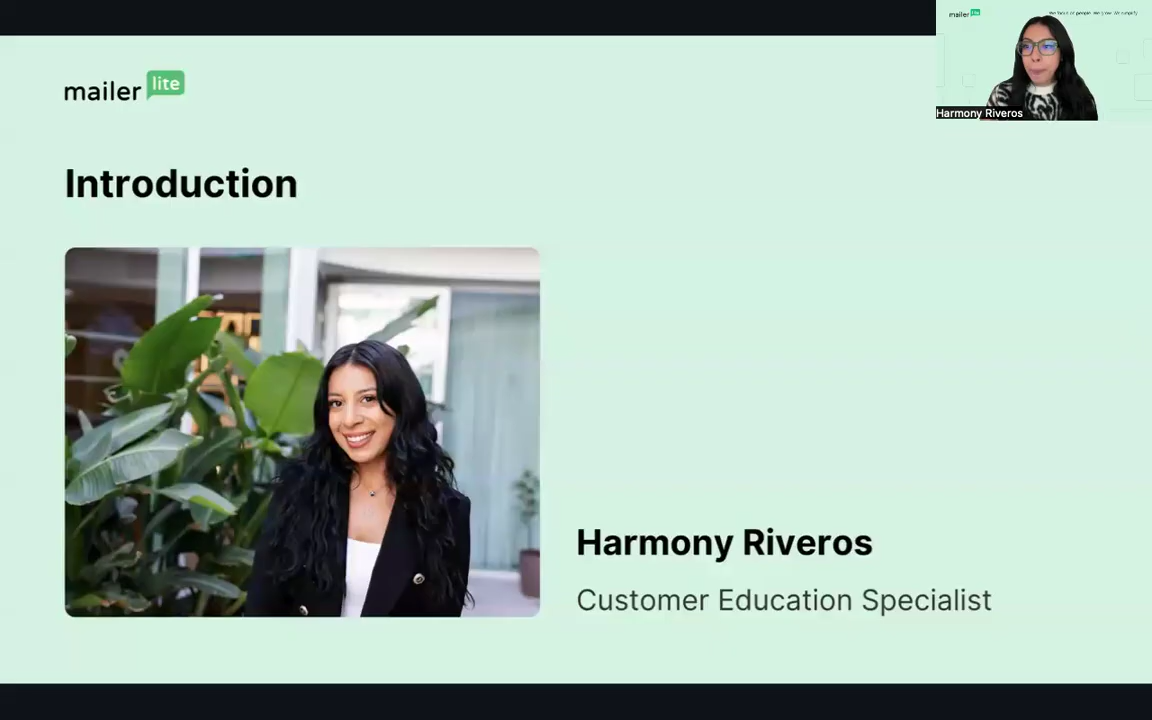 mailer lite
Introduction
Harmony Riveros
Customer Education Specialist
mailer lite
Harmony Riveros